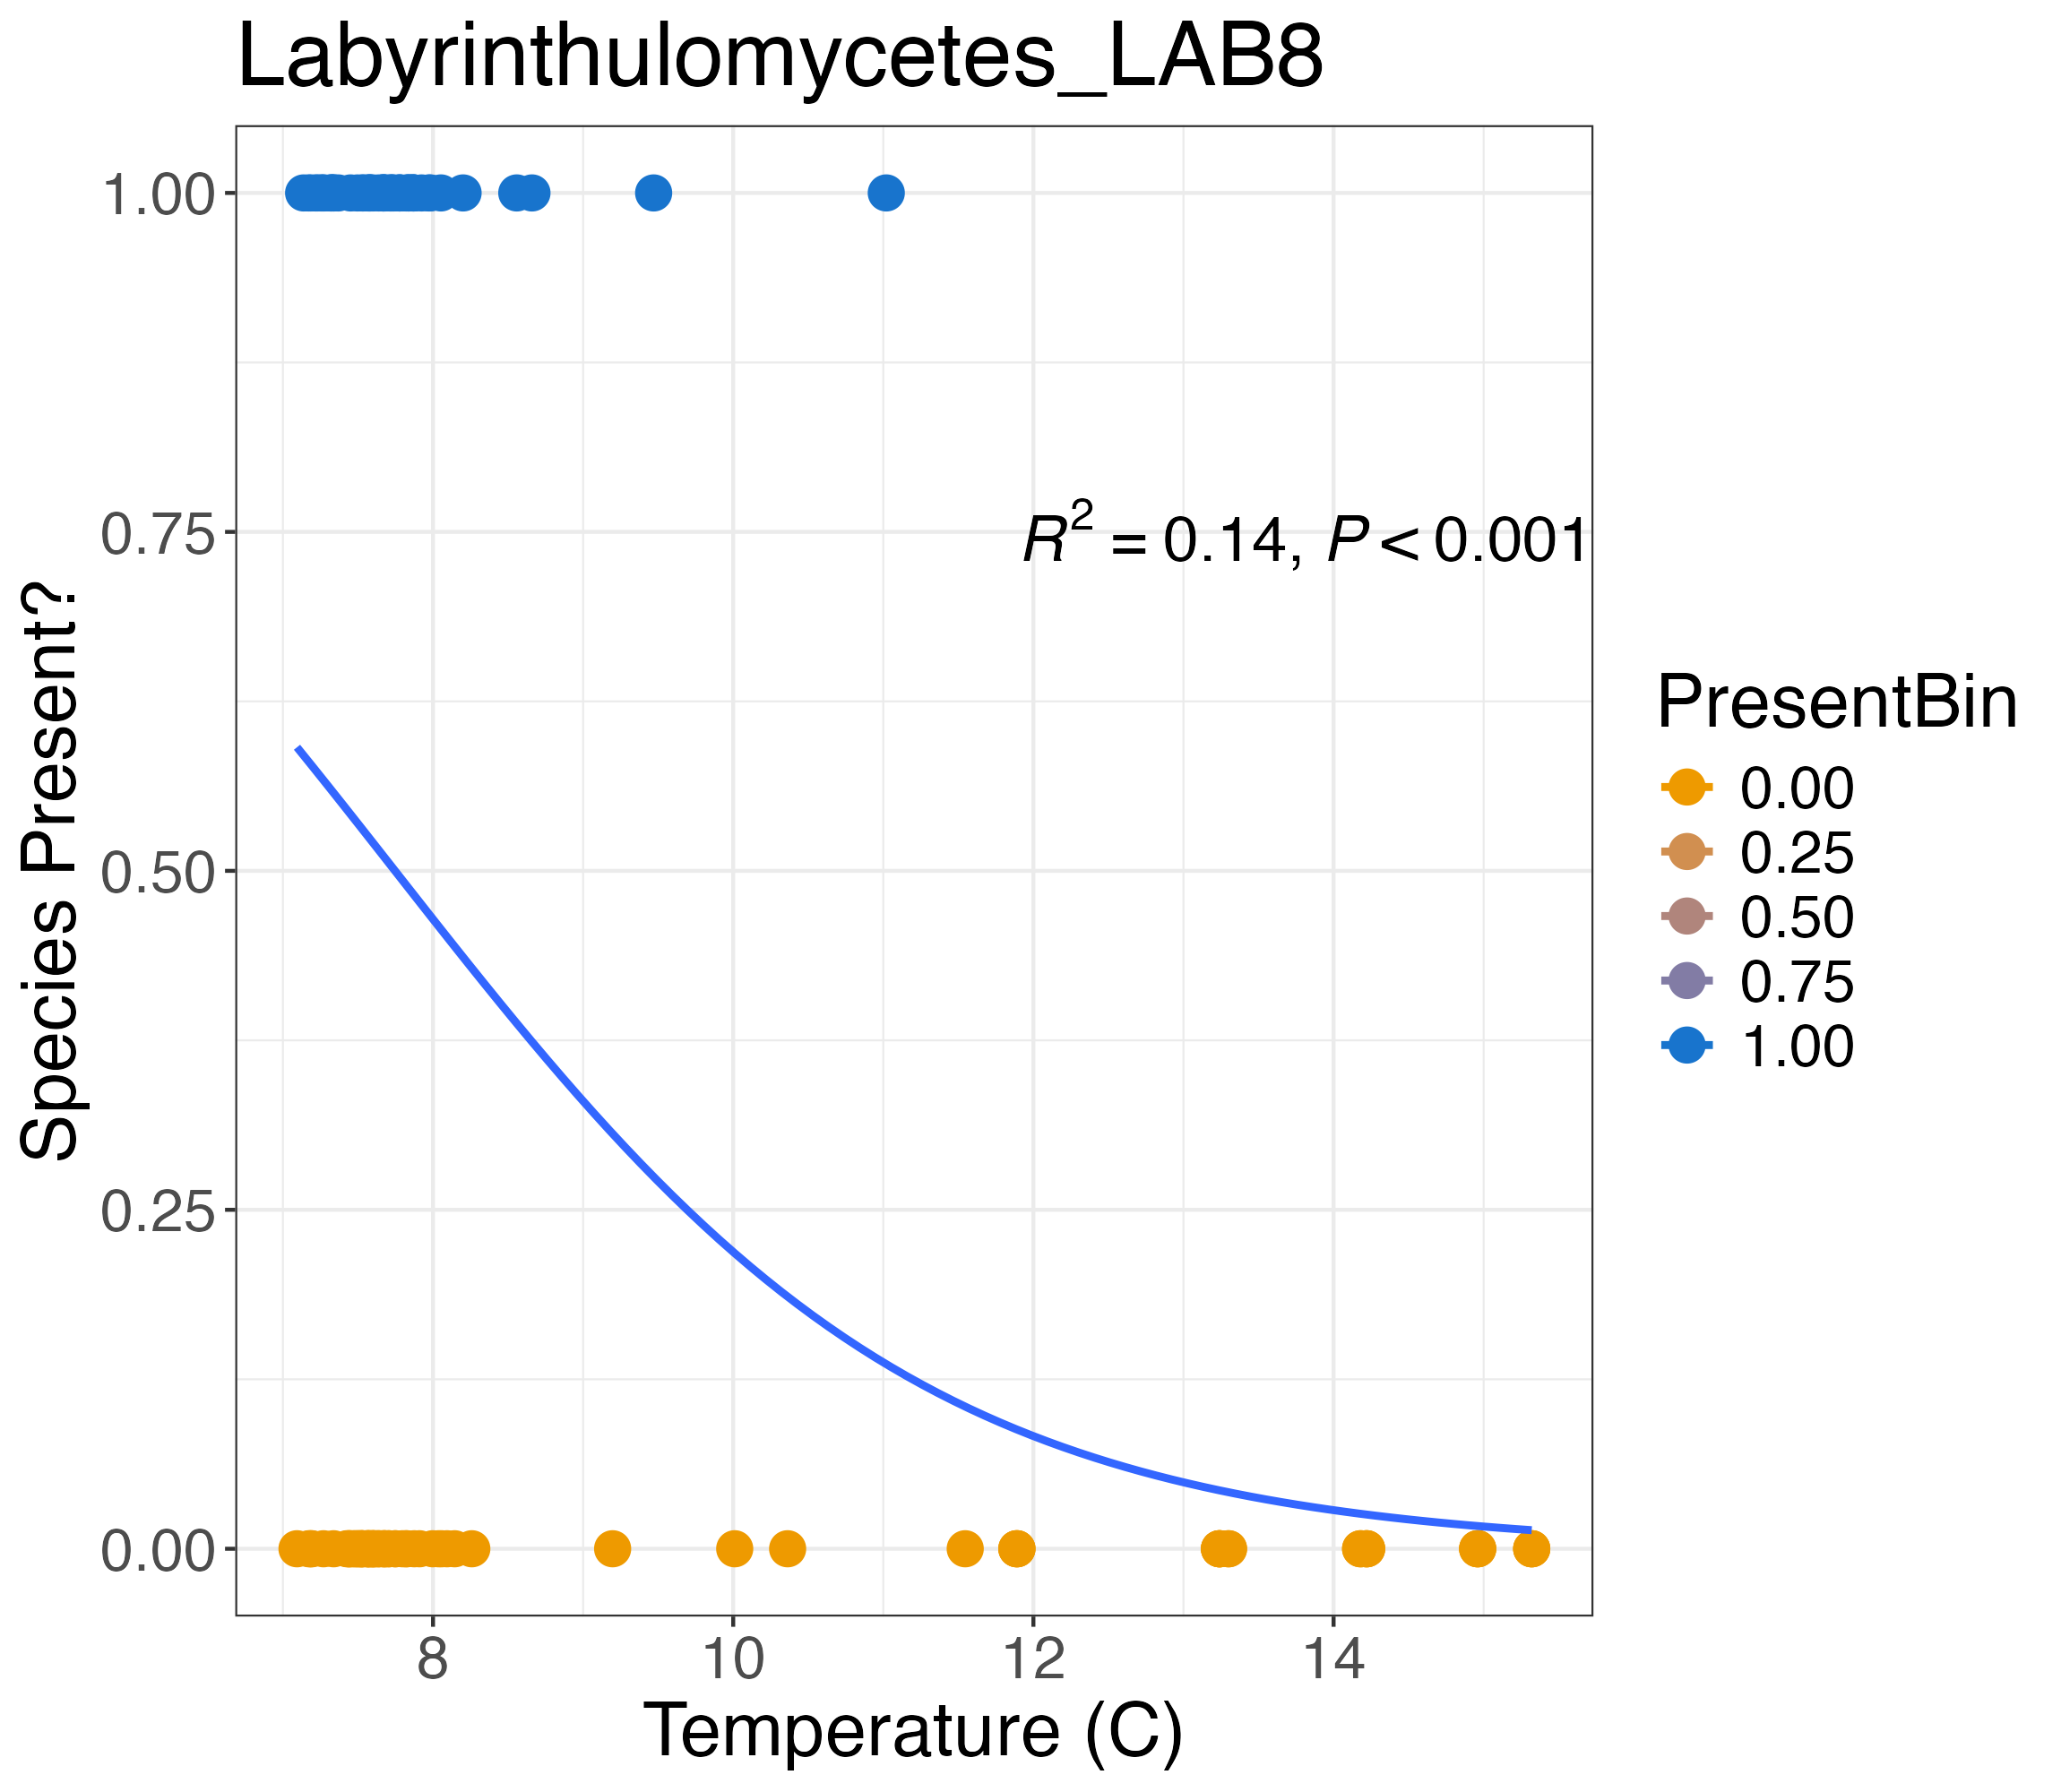 Labyrinthulomycetes_LAB8
1.00
0.75
0.50
0.25
0.00
Species Present?
R² = 0.14, P < 0.001
8 10 12 14
Temperature (C)
PresentBin
0.00
0.25
0.50
0.75
1.00